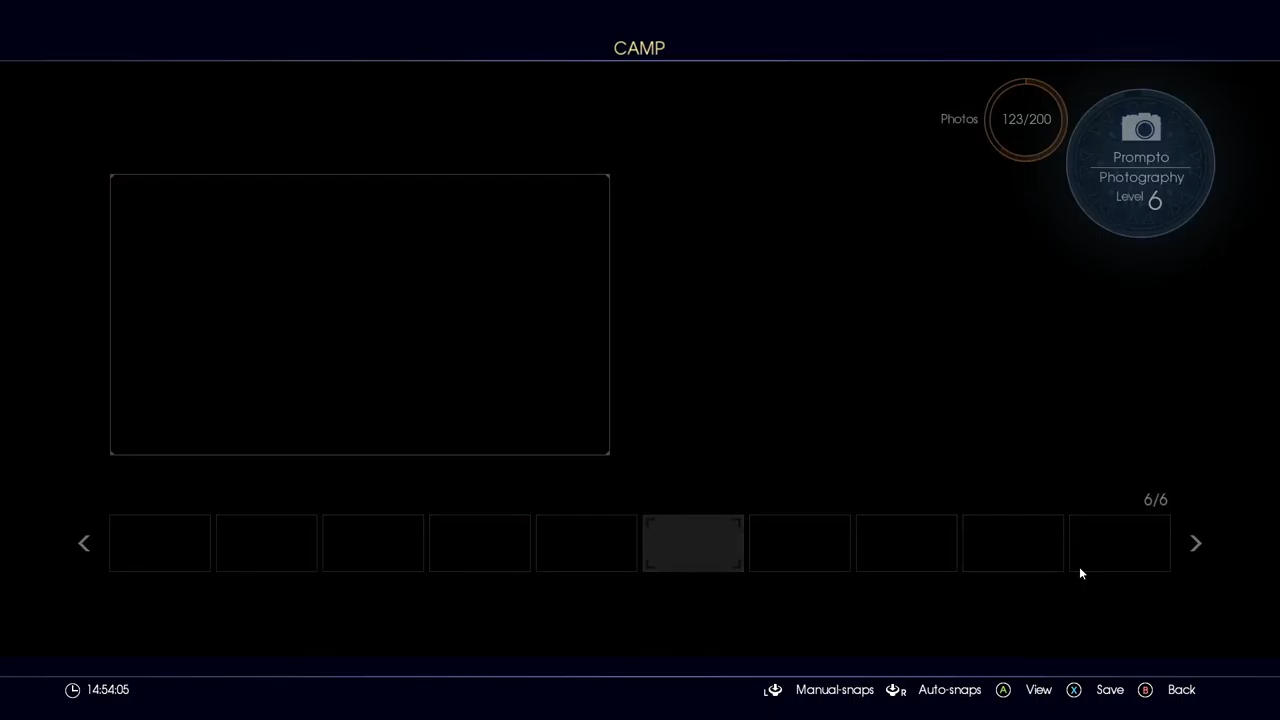 CAMP
Photos 123/200
Prompto
Photography
Level 6
6/6
14:54:05
L Manual-snaps R Auto-snaps A View X Save B Back